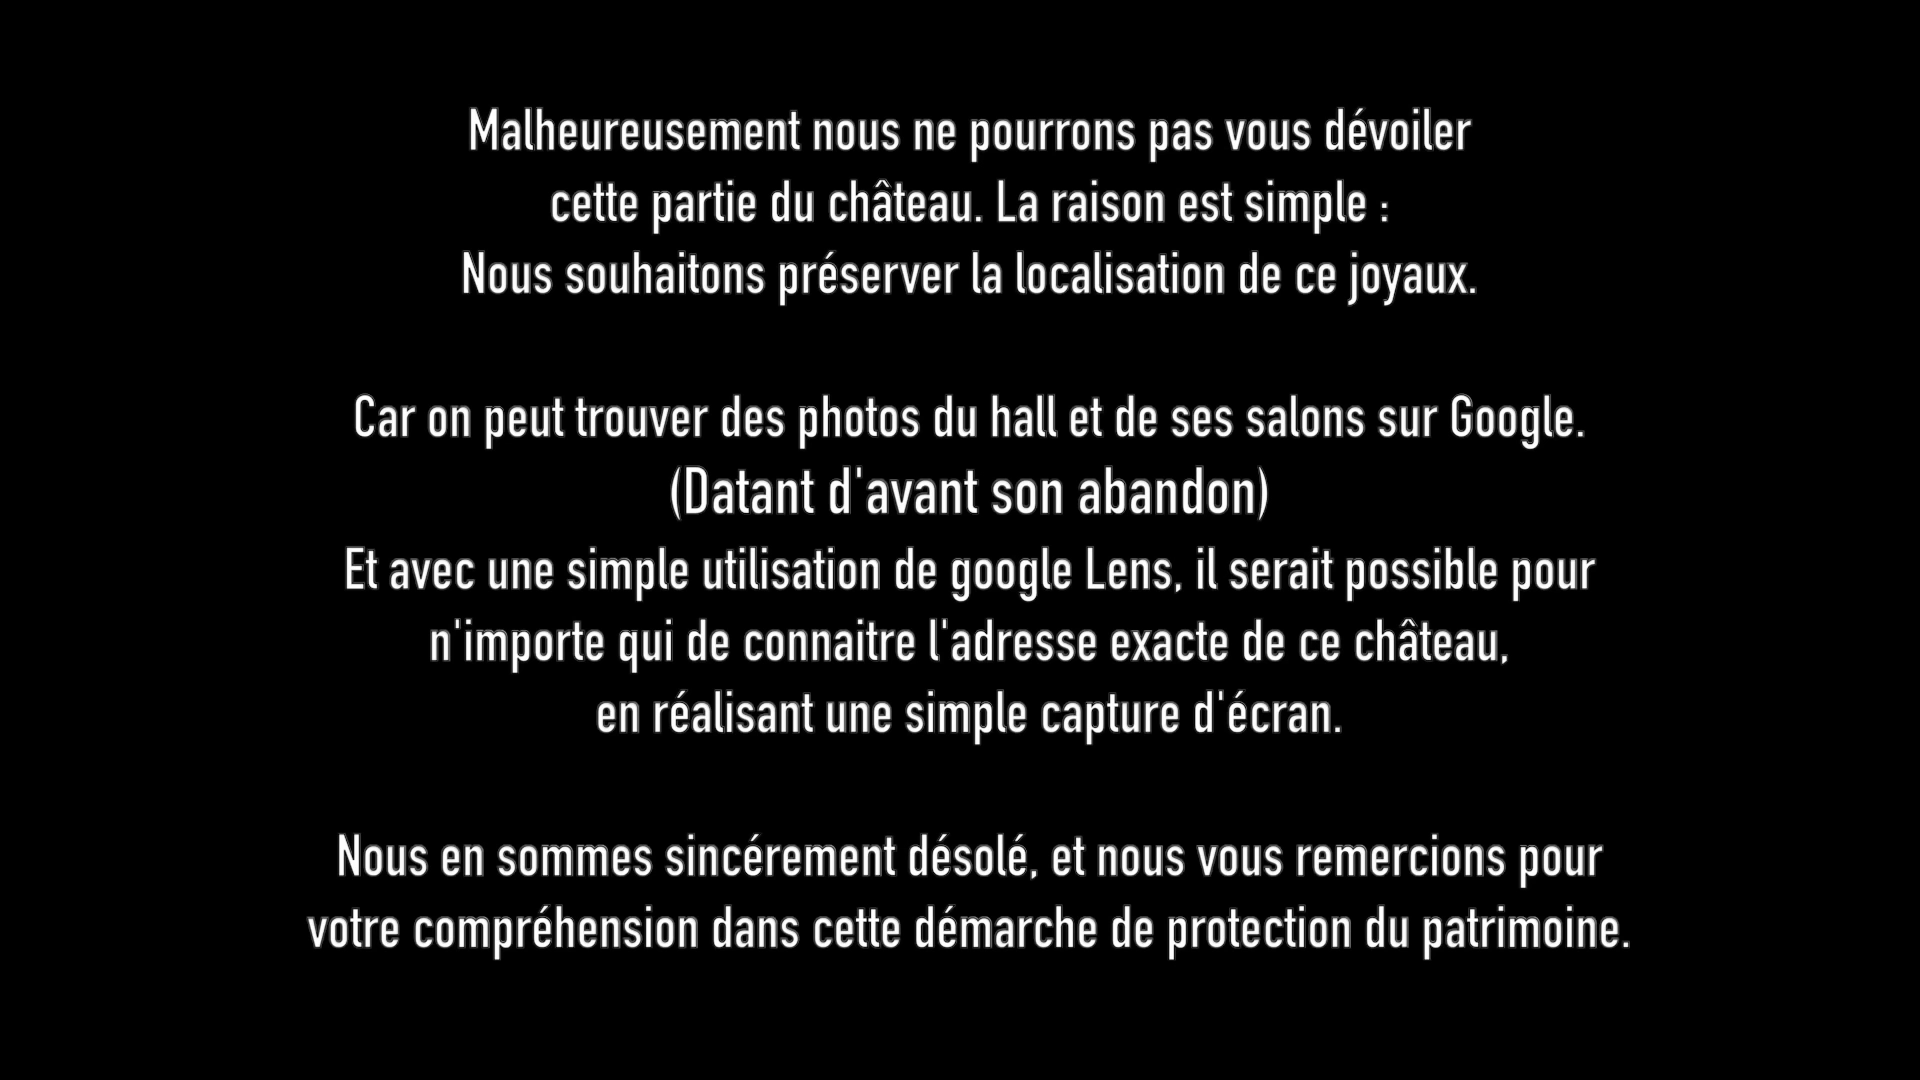 Malheureusement nous ne pourrons pas vous dévoiler
cette partie du château. La raison est simple :
Nous souhaitons préserver la localisation de ce joyaux.
Car on peut trouver des photos du hall et de ses salons sur Google.
(Datant d'avant son abandon)
Et avec une simple utilisation de google Lens, il serait possible pour
n'importe qui de connaitre l'adresse exacte de ce château,
en réalisant une simple capture d'écran.
Nous en sommes sincérement désolé, et nous vous remercions pour
votre compréhension dans cette démarche de protection du patrimoine.